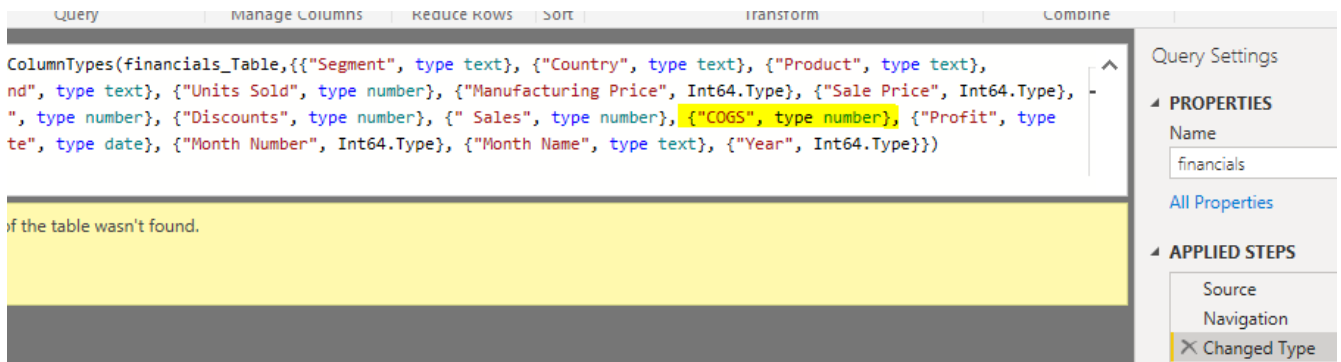 Query Manage Columns Reduce Rows Sort Transform Combine
ColumnTypes(financials_Table,{{"Segment", type text}, {"Country", type text}, {"Product", type text},
nd", type text}, {"Units Sold", type number}, {"Manufacturing Price", Int64.Type}, {"Sale Price", Int64.Type},
", type number}, {"Discounts", type number}, {" Sales", type number}, {"COGS", type number}, {"Profit", type
te", type date}, {"Month Number", Int64.Type}, {"Month Name", type text}, {"Year", Int64.Type}})
of the table wasn't found.
Query Settings
PROPERTIES
Name
financials
All Properties
APPLIED STEPS
Source
Navigation
Changed Type